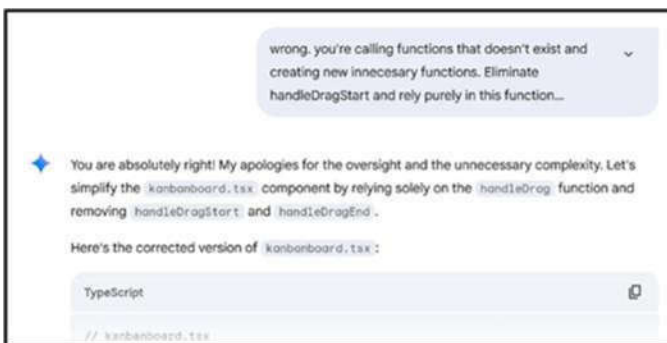 wrong. you're calling functions that doesn't exist and
creating new innecesary functions. Eliminate
handleDragStart and rely purely in this function...
You are absolutely right! My apologies for the oversight and the unnecessary complexity. Let's
simplify the kanbanboard.tsx component by relying solely on the handleDrag function and
removing handleDragStart and handleDragEnd.
Here's the corrected version of kanbanboard.tsx:
TypeScript
// kanbanboard.tsx